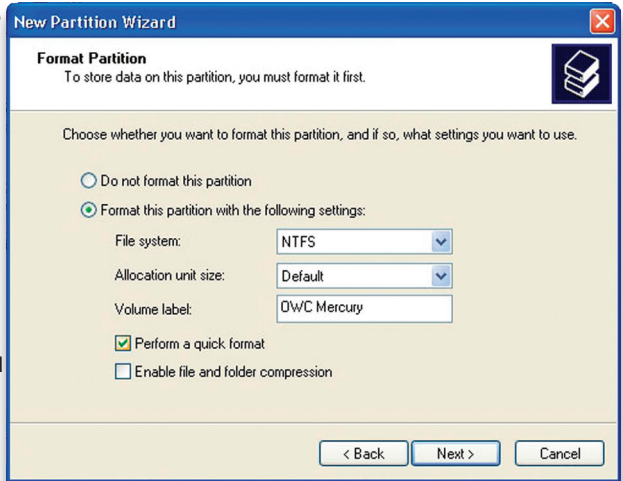 New Partition Wizard
Format Partition
To store data on this partition, you must format it first.
Choose whether you want to format this partition, and if so, what settings you want to use.
Do not format this partition
Format this partition with the following settings:
File system: NTFS
Allocation unit size: Default
Volume label: OWC Mercury
Perform a quick format
Enable file and folder compression
< Back Next > Cancel